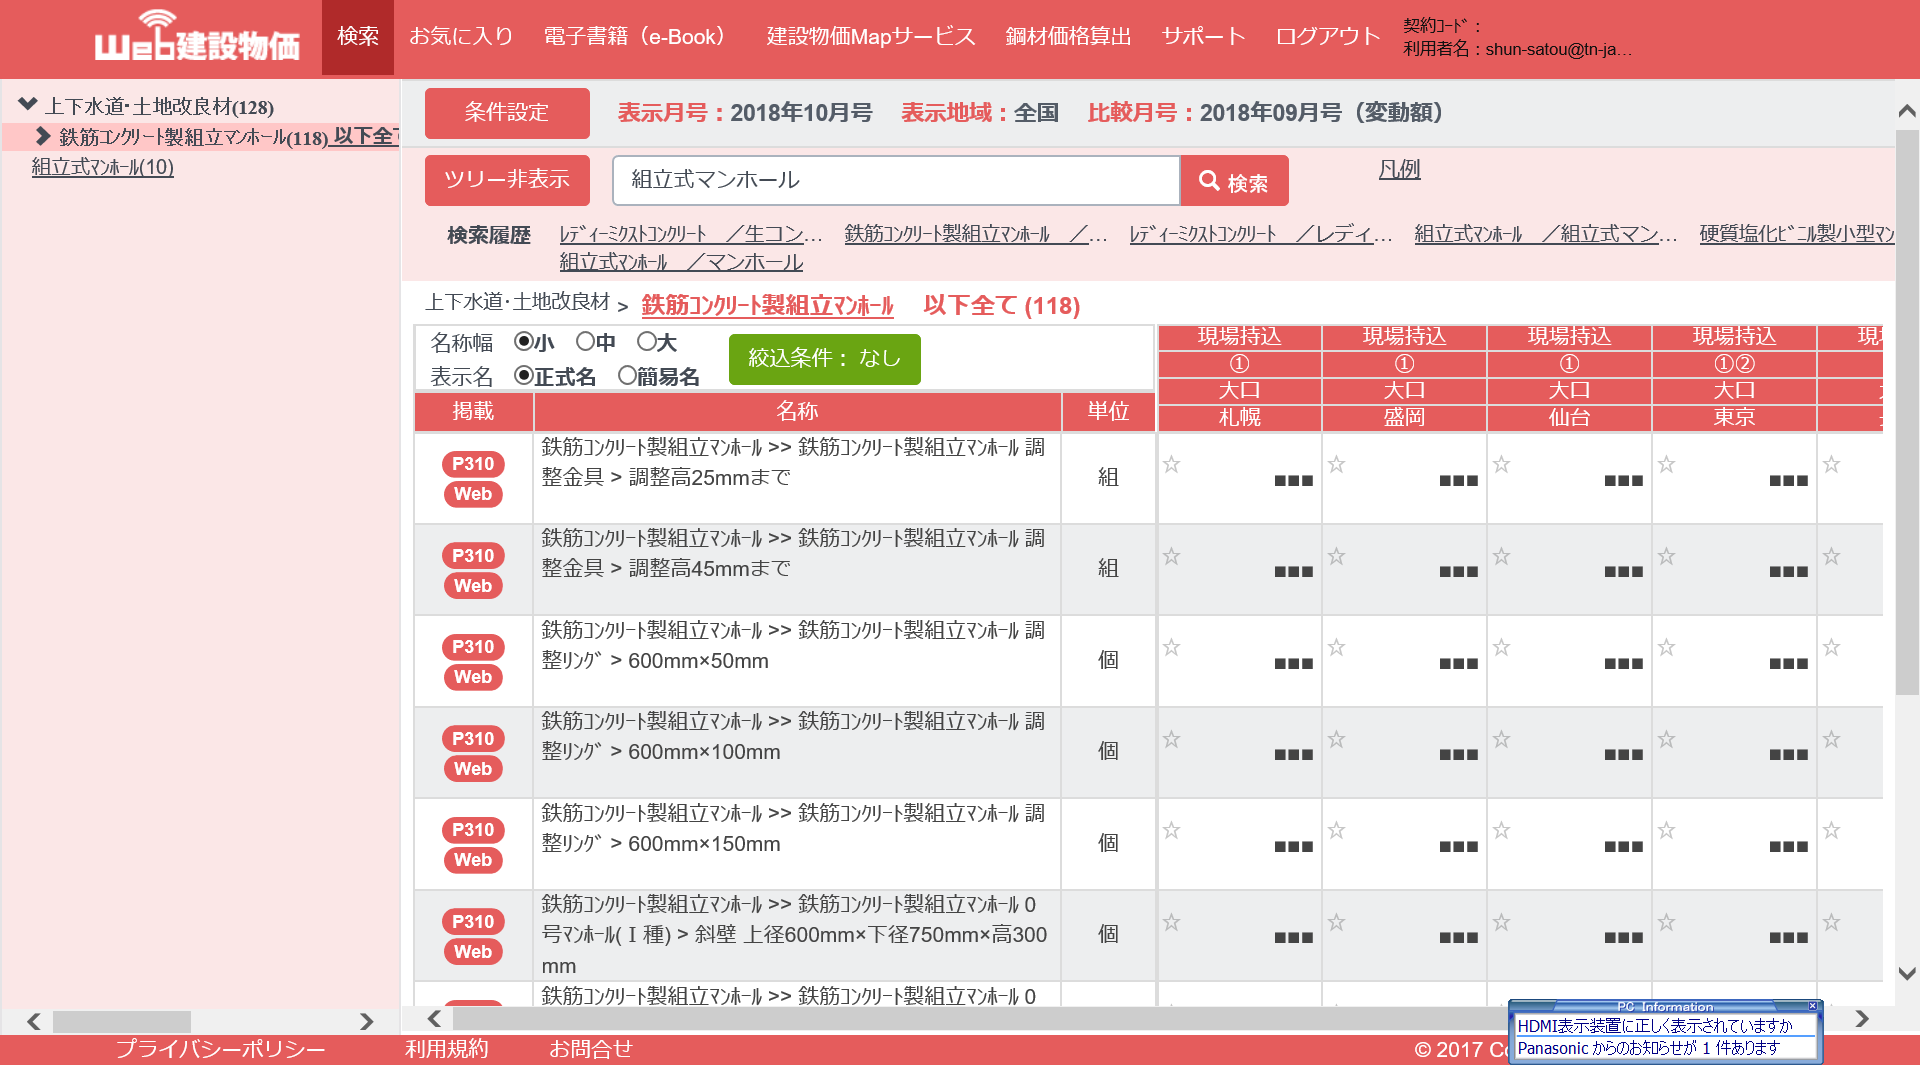 Web建設物価
検索 お気に入り 電子書籍（e-Book） 建設物価Mapサービス 鋼材価格算出 サポート ログアウト
契約ｺｰﾄﾞ：
利用者名：shun-satou@tn-ja...
上下水道･土地改良材(128)
鉄筋ｺﾝｸﾘｰﾄ製組立ﾏﾝﾎｰﾙ(118) 以下全て
組立式ﾏﾝﾎｰﾙ(10)
条件設定 表示月号：2018年10月号 表示地域：全国 比較月号：2018年09月号（変動額）
ツリー非表示 組立式マンホール 検索 凡例
検索履歴 ﾚﾃﾞｨｰﾐｸｽﾄｺﾝｸﾘｰﾄ ／生コン… 鉄筋ｺﾝｸﾘｰﾄ製組立ﾏﾝﾎｰﾙ ／… ﾚﾃﾞｨｰﾐｸｽﾄｺﾝｸﾘｰﾄ ／レディ… 組立式ﾏﾝﾎｰﾙ ／組立式マン… 硬質塩化ﾋﾞﾆﾙ製小型ﾏﾝ
組立式ﾏﾝﾎｰﾙ ／マンホール
上下水道･土地改良材 > 鉄筋ｺﾝｸﾘｰﾄ製組立ﾏﾝﾎｰﾙ 以下全て (118)
名称幅 小 中 大
表示名 正式名 簡易名
絞込条件： なし
現場持込 現場持込 現場持込 現場持込 現場
① ① ① ①②
大口 大口 大口 大口
掲載 名称 単位 札幌 盛岡 仙台 東京
P310
Web
鉄筋ｺﾝｸﾘｰﾄ製組立ﾏﾝﾎｰﾙ >> 鉄筋ｺﾝｸﾘｰﾄ製組立ﾏﾝﾎｰﾙ 調
整金具 > 調整高25mmまで
組
☆ ■■■ ☆ ■■■ ☆ ■■■ ☆ ■■■ ☆
P310
Web
鉄筋ｺﾝｸﾘｰﾄ製組立ﾏﾝﾎｰﾙ >> 鉄筋ｺﾝｸﾘｰﾄ製組立ﾏﾝﾎｰﾙ 調
整金具 > 調整高45mmまで
組
☆ ■■■ ☆ ■■■ ☆ ■■■ ☆ ■■■ ☆
P310
Web
鉄筋ｺﾝｸﾘｰﾄ製組立ﾏﾝﾎｰﾙ >> 鉄筋ｺﾝｸﾘｰﾄ製組立ﾏﾝﾎｰﾙ 調
整ﾘﾝｸﾞ > 600mm×50mm
個
☆ ■■■ ☆ ■■■ ☆ ■■■ ☆ ■■■ ☆
P310
Web
鉄筋ｺﾝｸﾘｰﾄ製組立ﾏﾝﾎｰﾙ >> 鉄筋ｺﾝｸﾘｰﾄ製組立ﾏﾝﾎｰﾙ 調
整ﾘﾝｸﾞ > 600mm×100mm
個
☆ ■■■ ☆ ■■■ ☆ ■■■ ☆ ■■■ ☆
P310
Web
鉄筋ｺﾝｸﾘｰﾄ製組立ﾏﾝﾎｰﾙ >> 鉄筋ｺﾝｸﾘｰﾄ製組立ﾏﾝﾎｰﾙ 調
整ﾘﾝｸﾞ > 600mm×150mm
個
☆ ■■■ ☆ ■■■ ☆ ■■■ ☆ ■■■ ☆
P310
Web
鉄筋ｺﾝｸﾘｰﾄ製組立ﾏﾝﾎｰﾙ >> 鉄筋ｺﾝｸﾘｰﾄ製組立ﾏﾝﾎｰﾙ 0
号ﾏﾝﾎｰﾙ(Ⅰ種) > 斜壁 上径600mm×下径750mm×高300
mm
個
☆ ■■■ ☆ ■■■ ☆ ■■■ ☆ ■■■ ☆
鉄筋ｺﾝｸﾘｰﾄ製組立ﾏﾝﾎｰﾙ >> 鉄筋ｺﾝｸﾘｰﾄ製組立ﾏﾝﾎｰﾙ 0
PC Information
HDMI表示装置に正しく表示されていますか
Panasonic からのお知らせが 1 件あります
プライバシーポリシー 利用規約 お問合せ © 2017 Co